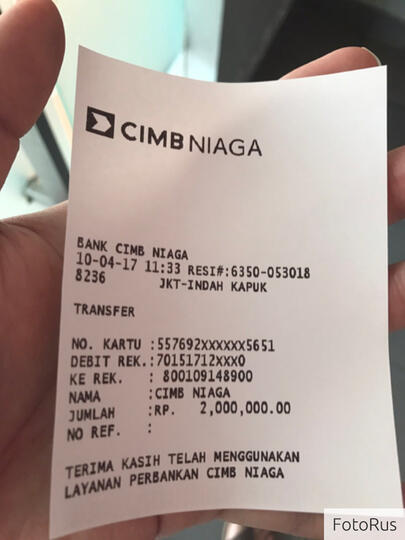 CIMB NIAGA
BANK CIMB NIAGA
10-04-17 11:33 RESI#:6350-053018
8236 JKT-INDAH KAPUK
TRANSFER
NO. KARTU :557692XXXXXX5651
DEBIT REK.:70151712XXX0
KE REK. : 800109148900
NAMA :CIMB NIAGA
JUMLAH :RP. 2,000,000.00
NO REF. :
TERIMA KASIH TELAH MENGGUNAKAN
LAYANAN PERBANKAN CIMB NIAGA
FotoRus